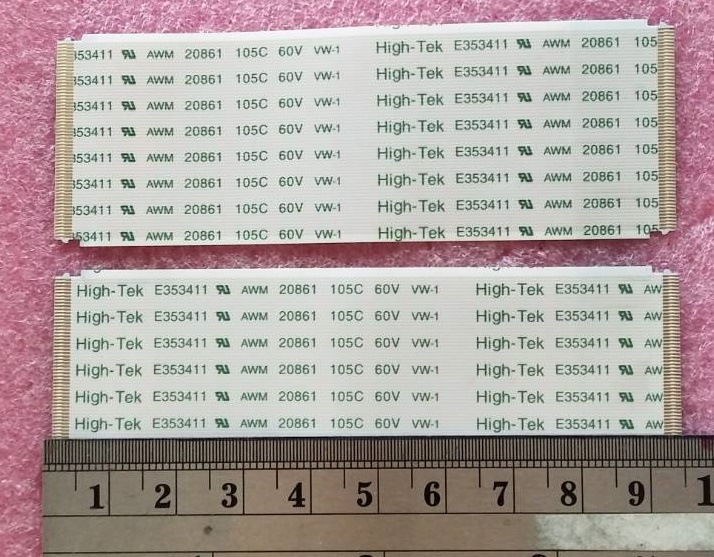 353411 AWM 20861 105C 60V VW-1 High-Tek E353411 AWM 20861 105
353411 AWM 20861 105C 60V VW-1 High-Tek E353411 AWM 20861 105
353411 AWM 20861 105C 60V VW-1 High-Tek E353411 AWM 20861 105
353411 AWM 20861 105C 60V VW-1 High-Tek E353411 AWM 20861 105
353411 AWM 20861 105C 60V VW-1 High-Tek E353411 AWM 20861 105
353411 AWM 20861 105C 60V VW-1 High-Tek E353411 AWM 20861 105
353411 AWM 20861 105C 60V VW-1 High-Tek E353411 AWM 20861 105
353411 AWM 20861 105C 60V VW-1 High-Tek E353411 AWM 20861 105
High-Tek E353411 AWM 20861 105C 60V VW-1 High-Tek E353411 AW
High-Tek E353411 AWM 20861 105C 60V VW-1 High-Tek E353411 AW
High-Tek E353411 AWM 20861 105C 60V VW-1 High-Tek E353411 AW
High-Tek E353411 AWM 20861 105C 60V VW-1 High-Tek E353411 AW
High-Tek E353411 AWM 20861 105C 60V VW-1 High-Tek E353411 AW
High-Tek E353411 AWM 20861 105C 60V VW-1 High-Tek E353411 AW
1 2 3 4 5 6 7 8 9 1